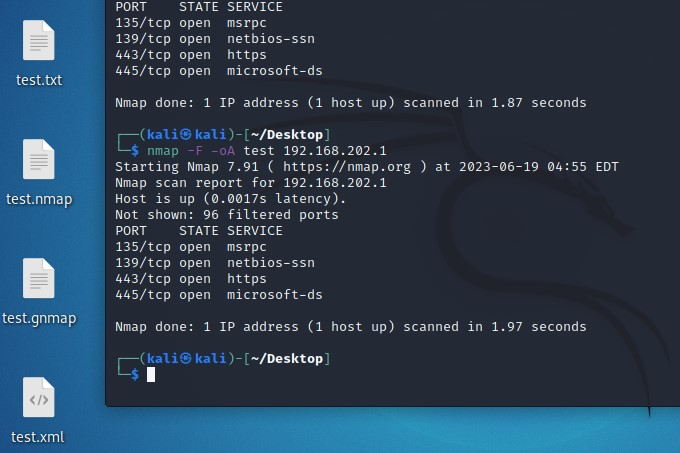 test.txt
test.nmap
test.gnmap
test.xml
PORT    STATE SERVICE
135/tcp open  msrpc
139/tcp open  netbios-ssn
443/tcp open  https
445/tcp open  microsoft-ds
Nmap done: 1 IP address (1 host up) scanned in 1.87 seconds
┌──(kali㉿kali)-[~/Desktop]
└─$ nmap -F -oA test 192.168.202.1
Starting Nmap 7.91 ( https://nmap.org ) at 2023-06-19 04:55 EDT
Nmap scan report for 192.168.202.1
Host is up (0.0017s latency).
Not shown: 96 filtered ports
PORT    STATE SERVICE
135/tcp open  msrpc
139/tcp open  netbios-ssn
443/tcp open  https
445/tcp open  microsoft-ds
Nmap done: 1 IP address (1 host up) scanned in 1.97 seconds
┌──(kali㉿kali)-[~/Desktop]
└─$